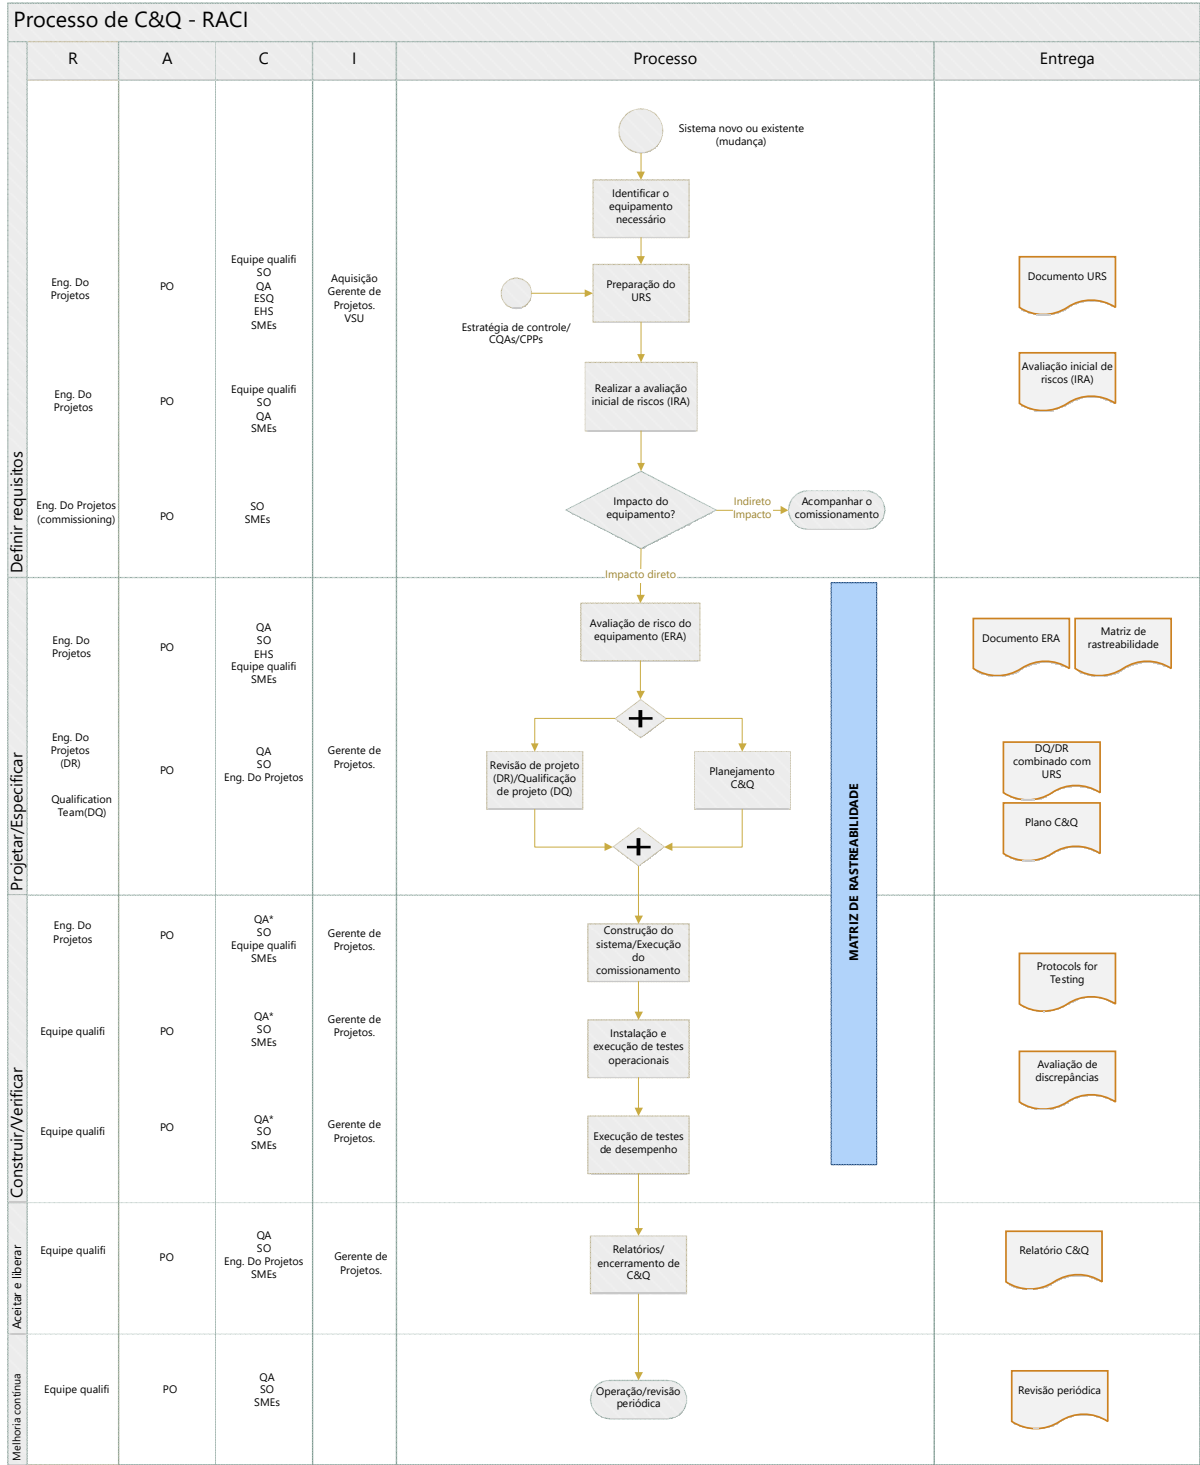 Processo de C&Q - RACI
R
A
C
I
Processo
Entrega
Definir requisitos
Sistema novo ou existente
(mudança)
Identificar o
equipamento
necessário
Eng. Do
Projetos
PO
Equipe qualifi
SO
QA
ESQ
EHS
SMEs
Aquisição
Gerente de
Projetos.
VSU
Preparação do
URS
Estratégia de controle/
CQAs/CPPs
Documento URS
Eng. Do
Projetos
PO
Equipe qualifi
SO
QA
SMEs
Realizar a avaliação
inicial de riscos (IRA)
Avaliação inicial de
riscos (IRA)
Eng. Do Projetos
(commissioning)
PO
SO
SMEs
Impacto do
equipamento?
Indireto
Impacto
Acompanhar o
comissionamento
Impacto direto
Projetar/Especificar
Eng. Do
Projetos
PO
QA
SO
EHS
Equipe qualifi
SMEs
Avaliação de risco do
equipamento (ERA)
Documento ERA
Matriz de
rastreabilidade
Eng. Do
Projetos
(DR)
Qualification
Team(DQ)
PO
QA
SO
Eng. Do Projetos
Gerente de
Projetos.
Revisão de projeto
(DR)/Qualificação
de projeto (DQ)
Planejamento
C&Q
DQ/DR
combinado com
URS
Plano C&Q
MATRIZ DE RASTREABILIDADE
Construir/Verificar
Eng. Do
Projetos
PO
QA*
SO
Equipe qualifi
SMEs
Gerente de
Projetos.
Construção do
sistema/Execução
do
comissionamento
Protocols for
Testing
Equipe qualifi
PO
QA*
SO
SMEs
Gerente de
Projetos.
Instalação e
execução de testes
operacionais
Avaliação de
discrepâncias
Equipe qualifi
PO
QA*
SO
SMEs
Gerente de
Projetos.
Execução de testes
de desempenho
Aceitar e liberar
Equipe qualifi
PO
QA
SO
Eng. Do Projetos
SMEs
Gerente de
Projetos.
Relatórios/
encerramento de
C&Q
Relatório C&Q
Melhoria contínua
Equipe qualifi
PO
QA
SO
SMEs
Operação/revisão
periódica
Revisão periódica